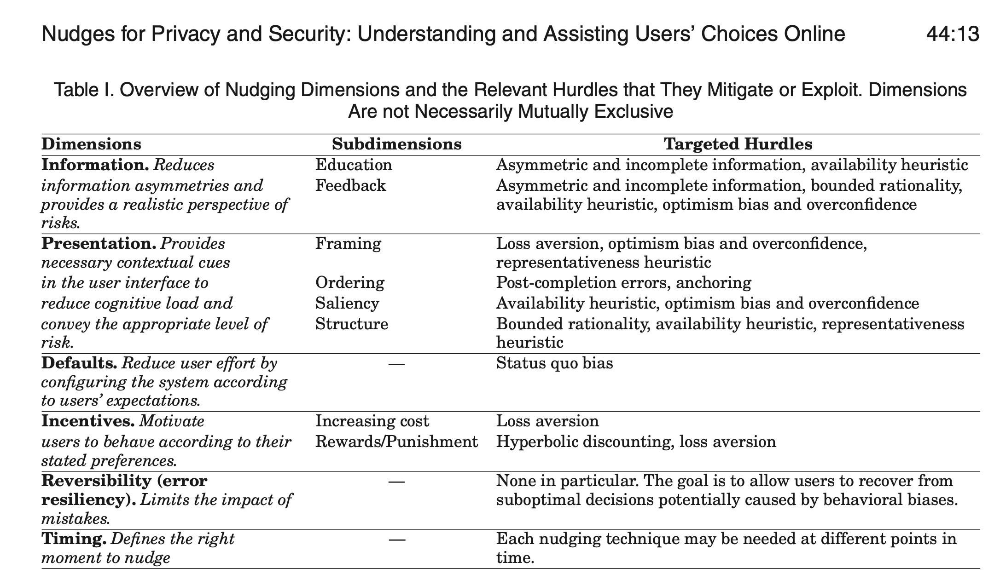 Nudges for Privacy and Security: Understanding and Assisting Users’ Choices Online 44:13
Table I. Overview of Nudging Dimensions and the Relevant Hurdles that They Mitigate or Exploit. Dimensions
Are not Necessarily Mutually Exclusive
Dimensions Subdimensions Targeted Hurdles
Information. Reduces Education Asymmetric and incomplete information, availability heuristic
information asymmetries and Feedback Asymmetric and incomplete information, bounded rationality,
provides a realistic perspective of availability heuristic, optimism bias and overconfidence
risks.
Presentation. Provides Framing Loss aversion, optimism bias and overconfidence,
necessary contextual cues representativeness heuristic
in the user interface to Ordering Post-completion errors, anchoring
reduce cognitive load and Saliency Availability heuristic, optimism bias and overconfidence
convey the appropriate level of Structure Bounded rationality, availability heuristic, representativeness
risk. heuristic
Defaults. Reduce user effort by — Status quo bias
configuring the system according
to users’ expectations.
Incentives. Motivate Increasing cost Loss aversion
users to behave according to their Rewards/Punishment Hyperbolic discounting, loss aversion
stated preferences.
Reversibility (error — None in particular. The goal is to allow users to recover from
resiliency). Limits the impact of suboptimal decisions potentially caused by behavioral biases.
mistakes.
Timing. Defines the right — Each nudging technique may be needed at different points in
moment to nudge time.